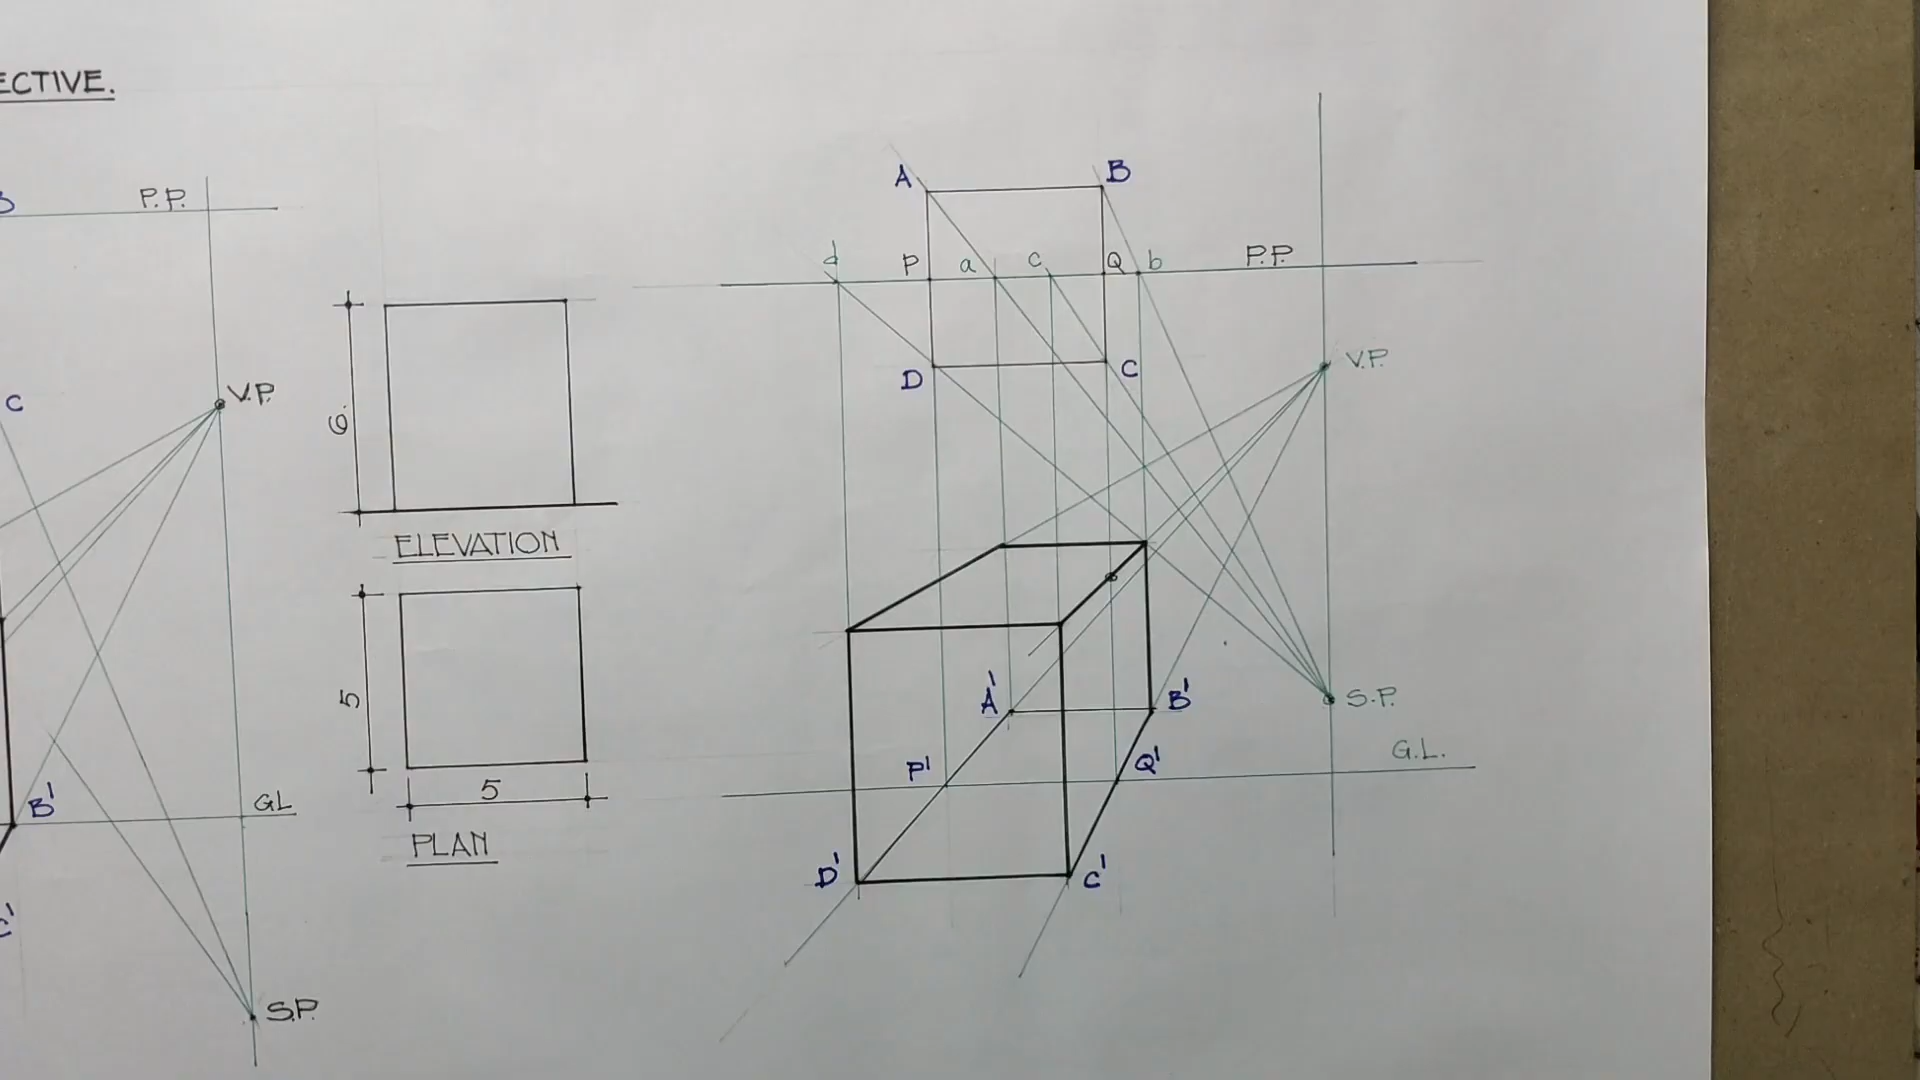 ECTIVE.
B
P.P.
C
V.P.
B'
GL
C'
S.P.
6
ELEVATION
5
5
PLAN
A
B
d
P
a
c
Q
b
P.P.
D
C
V.P.
A'
B'
S.P.
P'
Q'
G.L.
D'
C'